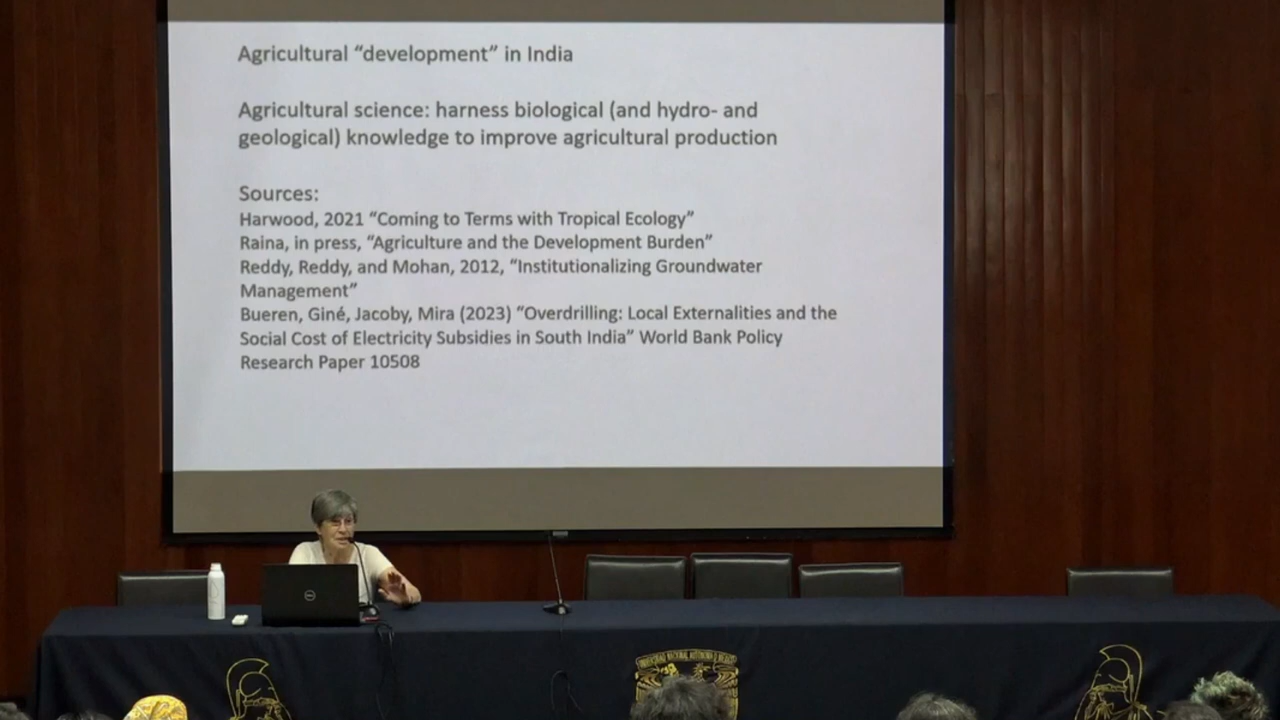 Agricultural “development” in India
Agricultural science: harness biological (and hydro- and
geological) knowledge to improve agricultural production
Sources:
Harwood, 2021 “Coming to Terms with Tropical Ecology”
Raina, in press, “Agriculture and the Development Burden”
Reddy, Reddy, and Mohan, 2012, “Institutionalizing Groundwater
Management”
Bueren, Giné, Jacoby, Mira (2023) “Overdrilling: Local Externalities and the
Social Cost of Electricity Subsidies in South India” World Bank Policy
Research Paper 10508
DELL